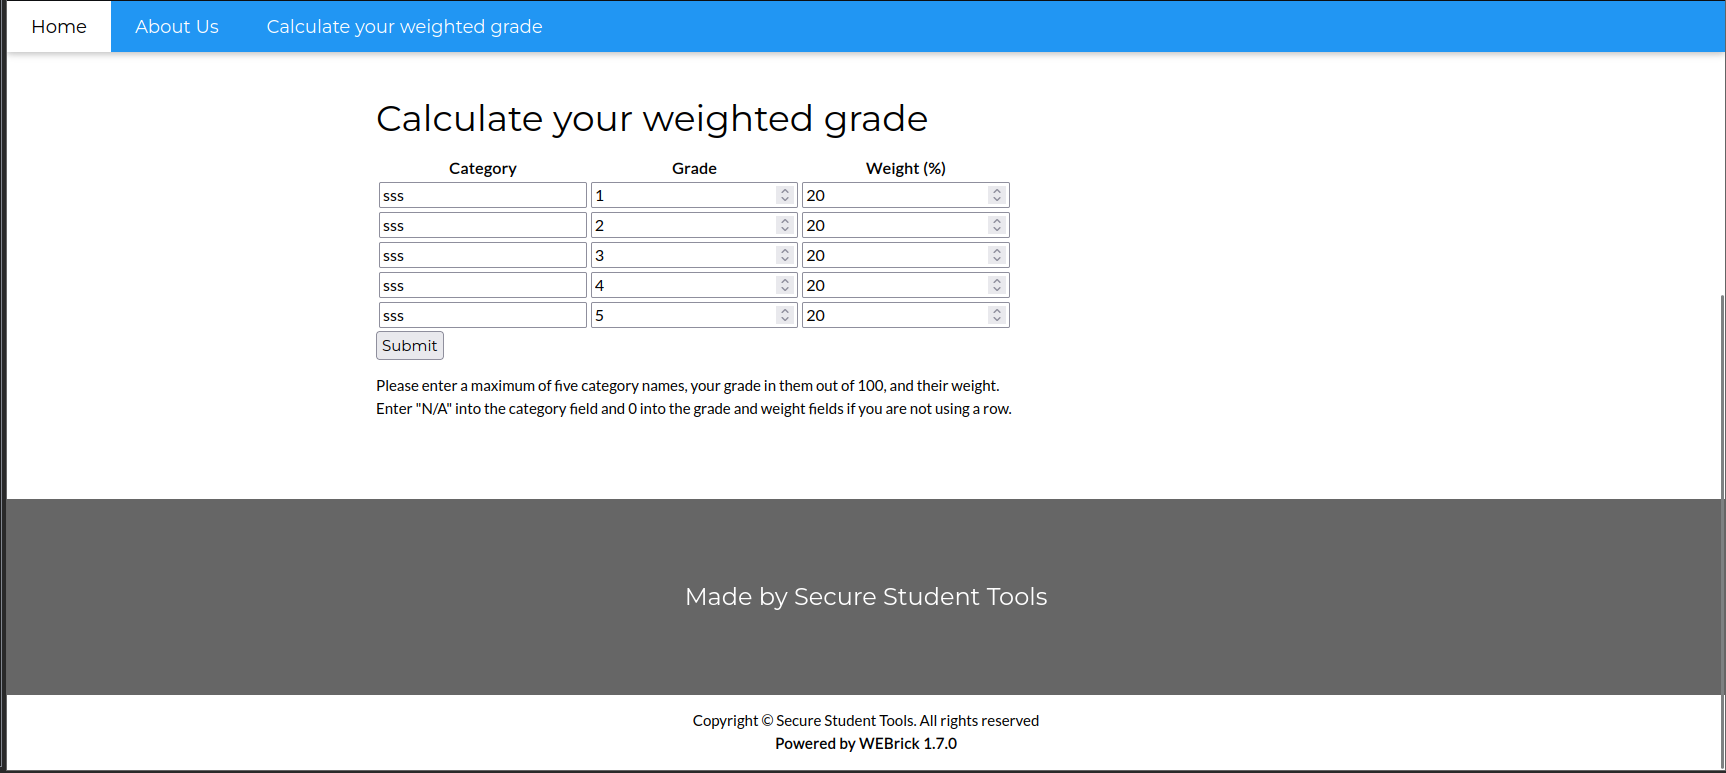 Home About Us Calculate your weighted grade
Calculate your weighted grade
Category Grade Weight (%)
sss 1 20
sss 2 20
sss 3 20
sss 4 20
sss 5 20
Submit
Please enter a maximum of five category names, your grade in them out of 100, and their weight.
Enter "N/A" into the category field and 0 into the grade and weight fields if you are not using a row.
Made by Secure Student Tools
Copyright © Secure Student Tools. All rights reserved
Powered by WEBrick 1.7.0